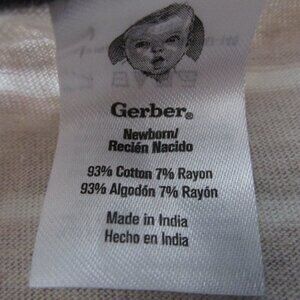 Gerber®
Newborn/
Recién Nacido
93% Cotton 7% Rayon
93% Algodón 7% Rayón
Made in India
Hecho en India